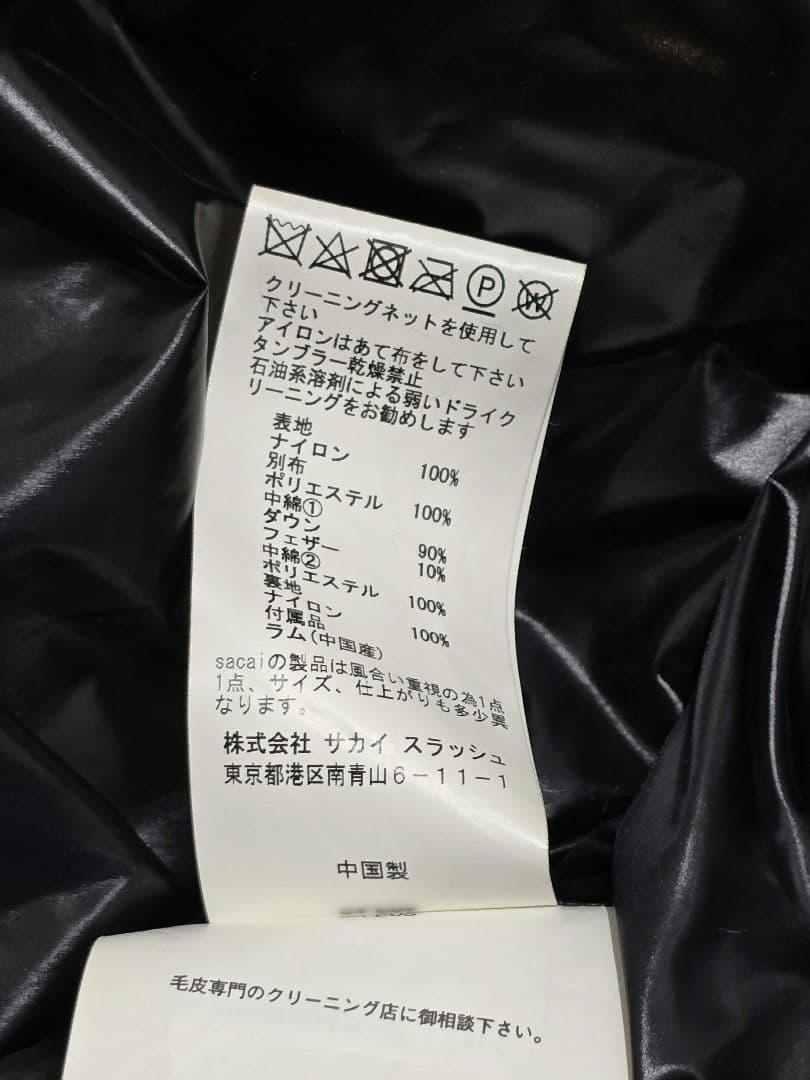 P W
クリーニングネットを使用して
下さい
アイロンはあて布をして下さい
タンブラー乾燥禁止
石油系溶剤による弱いドライク
リーニングをお勧めします
表地
ナイロン 100%
別布
ポリエステル 100%
中綿①
ダウン 90%
フェザー 10%
中綿②
ポリエステル 100%
裏地
ナイロン 100%
付属品
ラム(中国産)
sacaiの製品は風合い重視の為1点
1点、サイズ、仕上がりも多少異
なります。
株式会社 サカイ スラッシュ
東京都港区南青山6-11-1
中国製
毛皮専門のクリーニング店に御相談下さい。